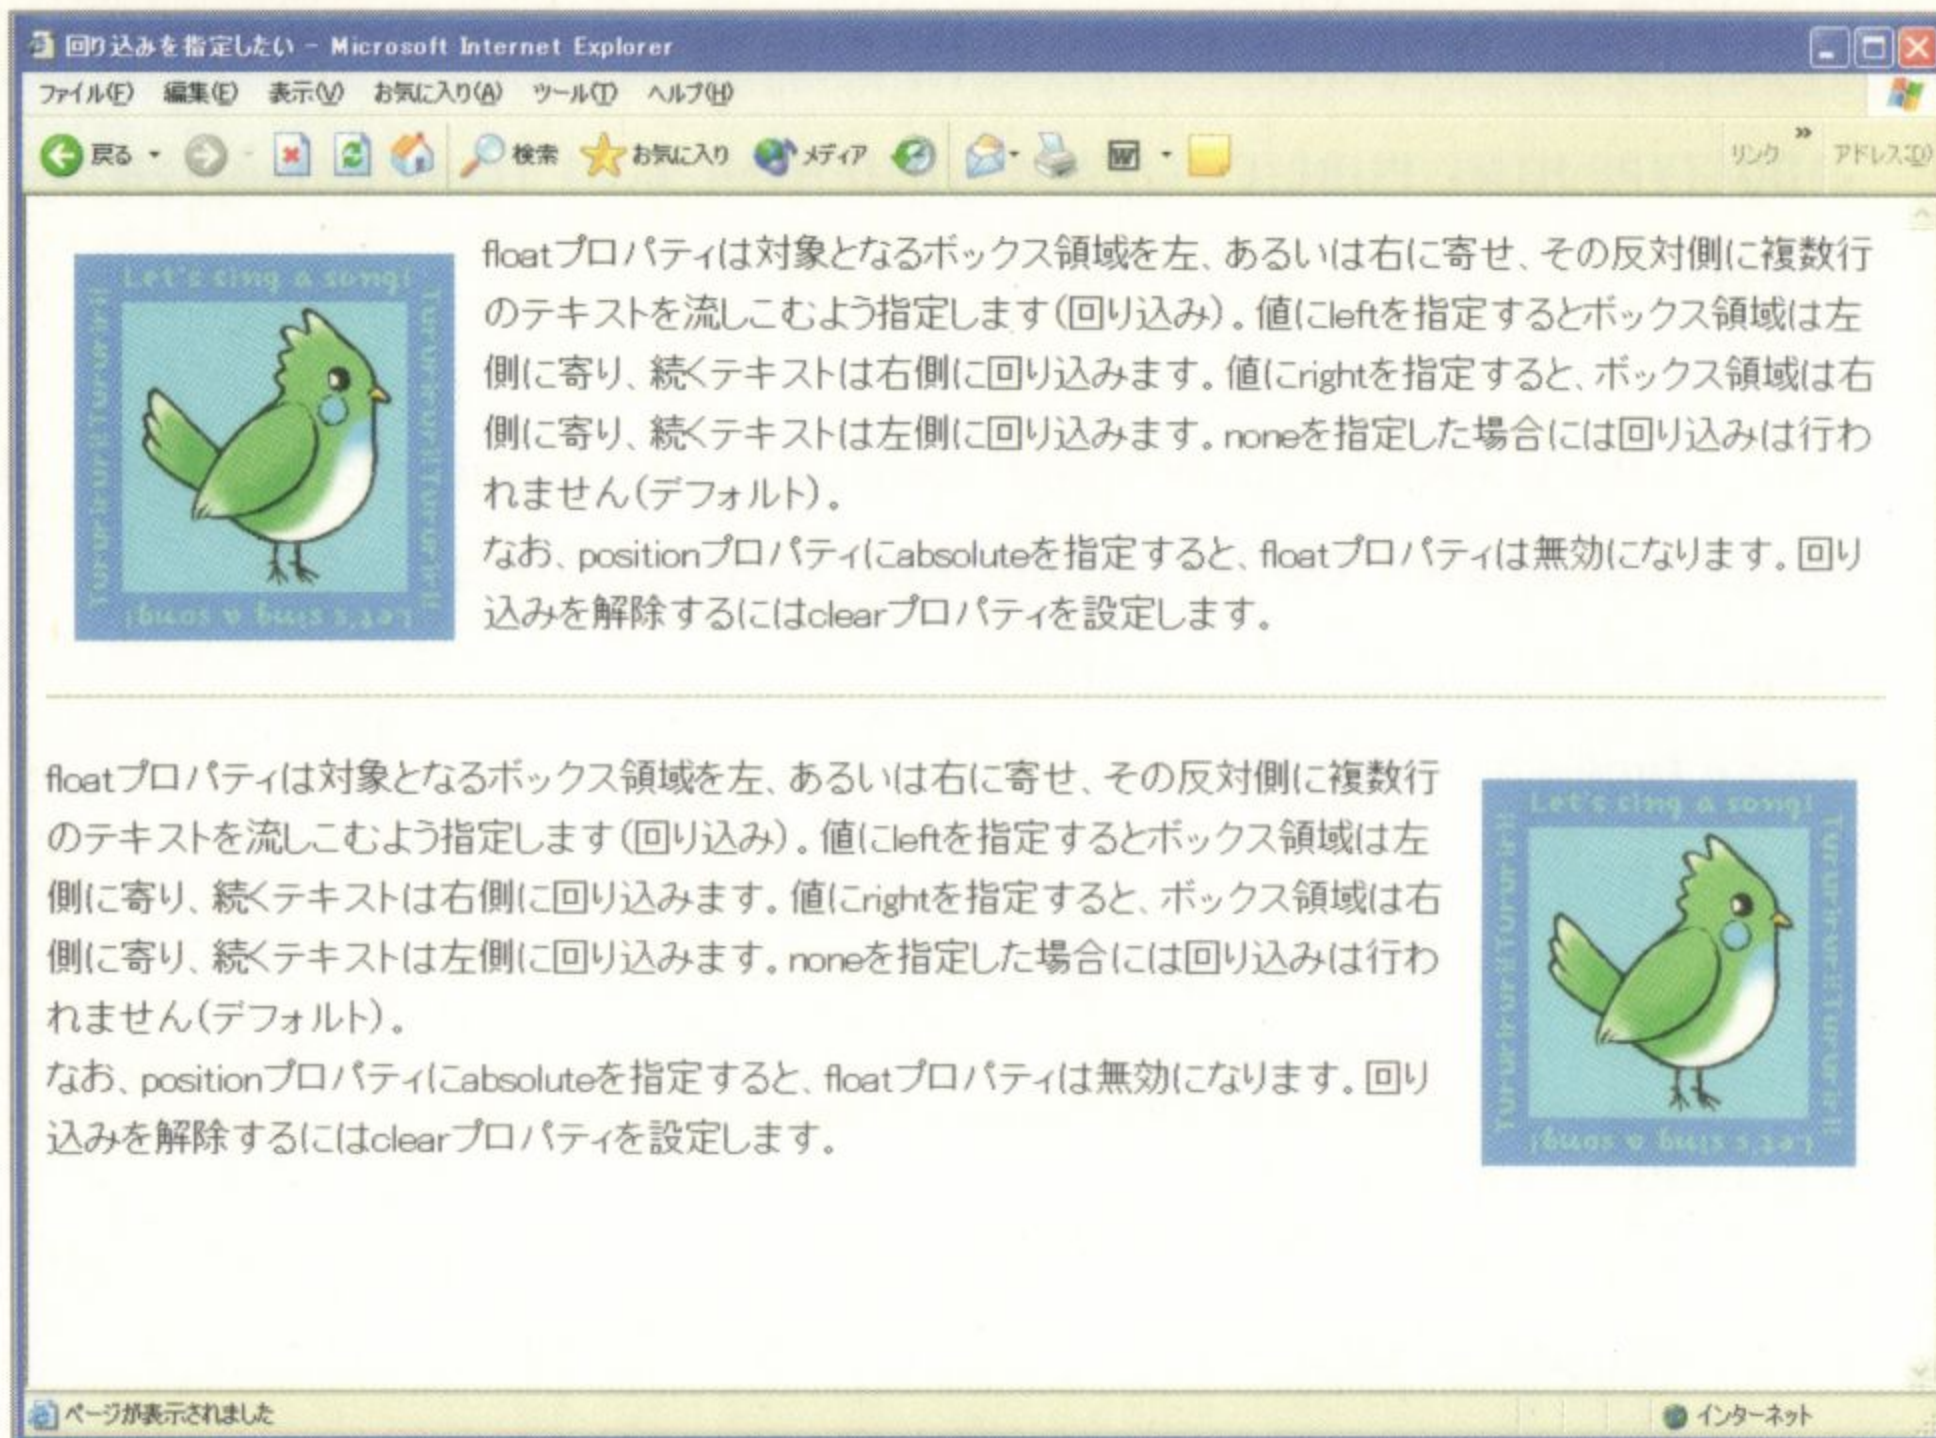 回り込みを指定したい - Microsoft Internet Explorer
ファイル(F) 編集(E) 表示(V) お気に入り(A) ツール(T) ヘルプ(H)
戻る 検索 お気に入り メディア リンク » アドレス(D)
Let's sing a song!
Let's sing a song!
floatプロパティは対象となるボックス領域を左、あるいは右に寄せ、その反対側に複数行
のテキストを流しこむよう指定します(回り込み)。値にleftを指定するとボックス領域は左
側に寄り、続くテキストは右側に回り込みます。値にrightを指定すると、ボックス領域は右
側に寄り、続くテキストは左側に回り込みます。noneを指定した場合には回り込みは行わ
れません(デフォルト)。
なお、positionプロパティにabsoluteを指定すると、floatプロパティは無効になります。回り
込みを解除するにはclearプロパティを設定します。
floatプロパティは対象となるボックス領域を左、あるいは右に寄せ、その反対側に複数行
のテキストを流しこむよう指定します(回り込み)。値にleftを指定するとボックス領域は左
側に寄り、続くテキストは右側に回り込みます。値にrightを指定すると、ボックス領域は右
側に寄り、続くテキストは左側に回り込みます。noneを指定した場合には回り込みは行わ
れません(デフォルト)。
なお、positionプロパティにabsoluteを指定すると、floatプロパティは無効になります。回り
込みを解除するにはclearプロパティを設定します。
Let's sing a song!
Let's sing a song!
ページが表示されました インターネット